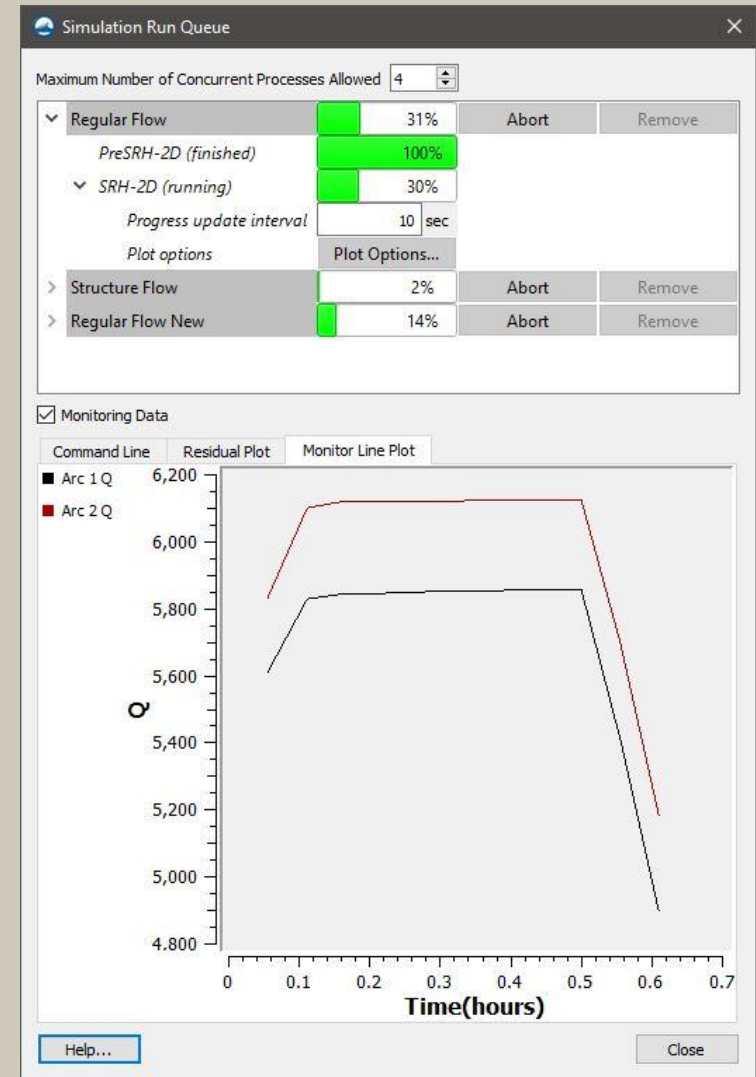 Simulation Run Queue
Maximum Number of Concurrent Processes Allowed 4
Regular Flow 31% Abort Remove
PreSRH-2D (finished) 100%
SRH-2D (running) 30%
Progress update interval 10 sec
Plot options Plot Options...
Structure Flow 2% Abort Remove
Regular Flow New 14% Abort Remove
Monitoring Data
Command Line Residual Plot Monitor Line Plot
Arc 1 Q
Arc 2 Q
6,200
6,000
5,800
5,600
5,400
5,200
5,000
4.800
Q
0 0.1 0.2 0.3 0.4 0.5 0.6 0.7
Time(hours)
Help... Close